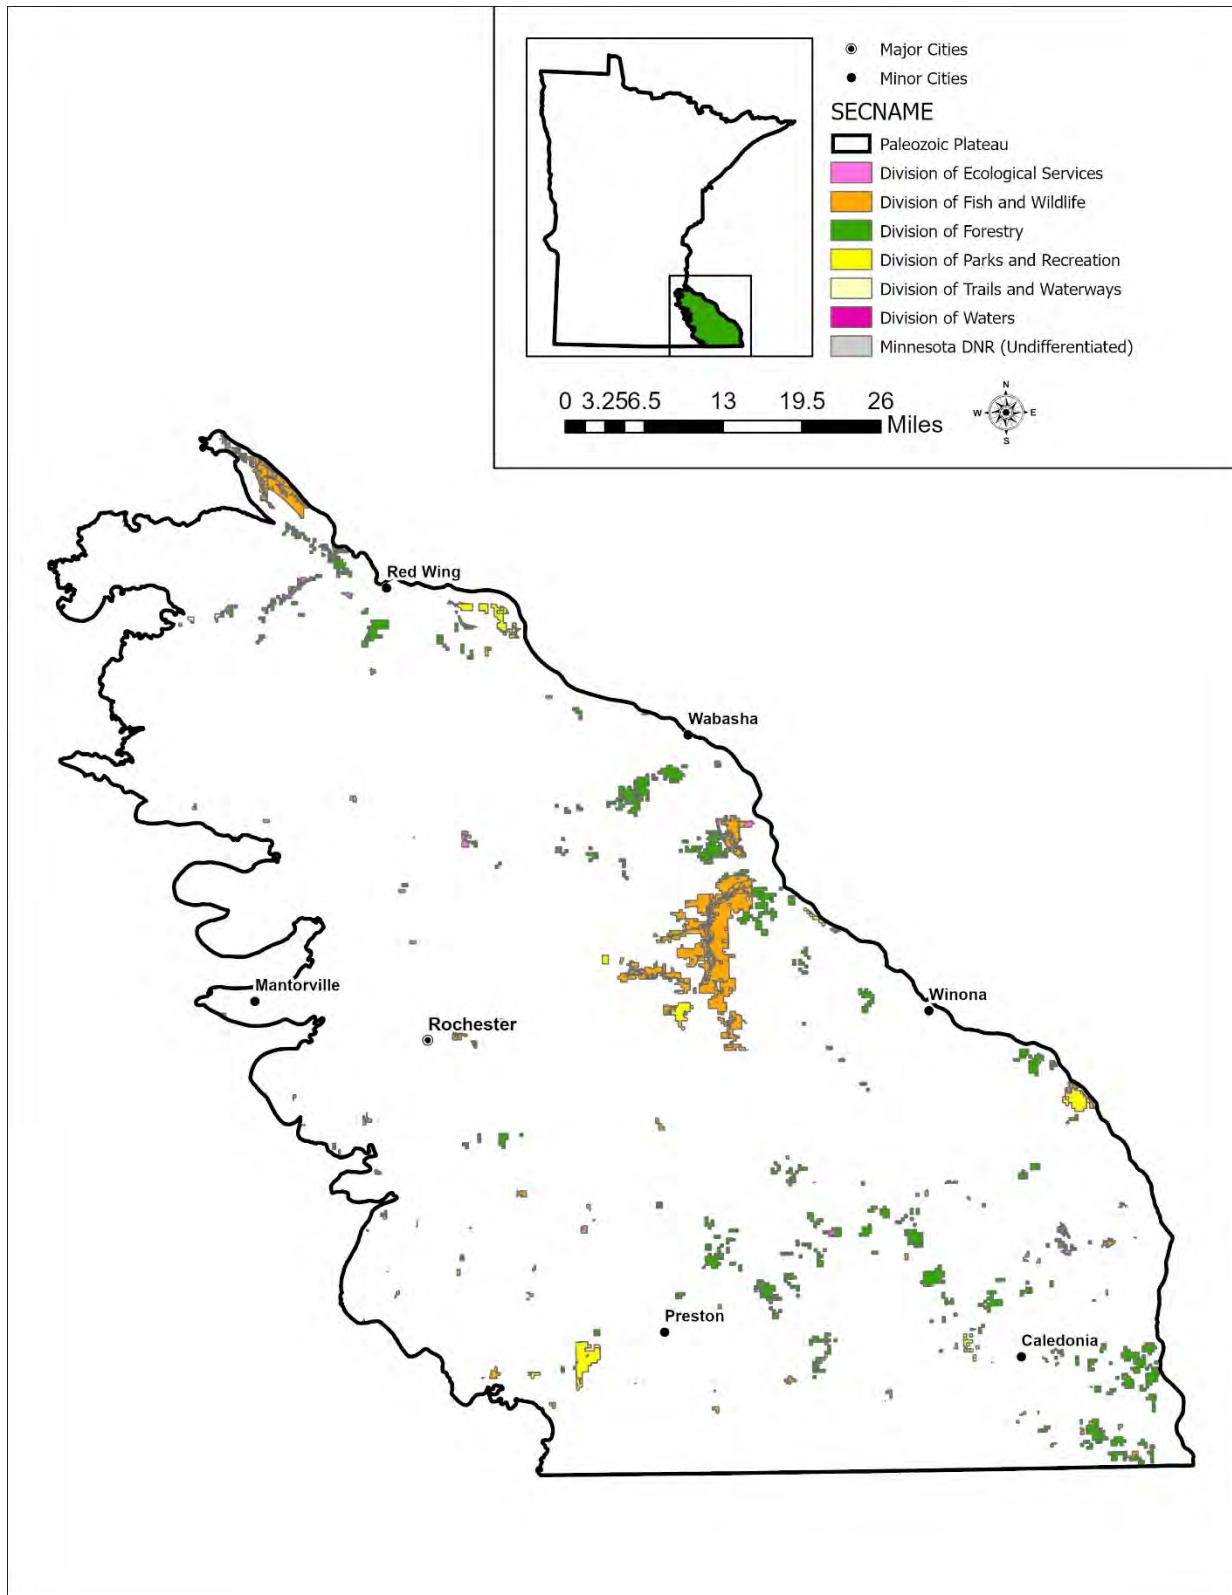 Major Cities
Minor Cities
SECNAME
Paleozoic Plateau
Division of Ecological Services
Division of Fish and Wildlife
Division of Forestry
Division of Parks and Recreation
Division of Trails and Waterways
Division of Waters
Minnesota DNR (Undifferentiated)
0 3.256.5 13 19.5 26
Miles
N
W E
S
Red Wing
Wabasha
Mantorville
Winona
Rochester
Preston
Caledonia